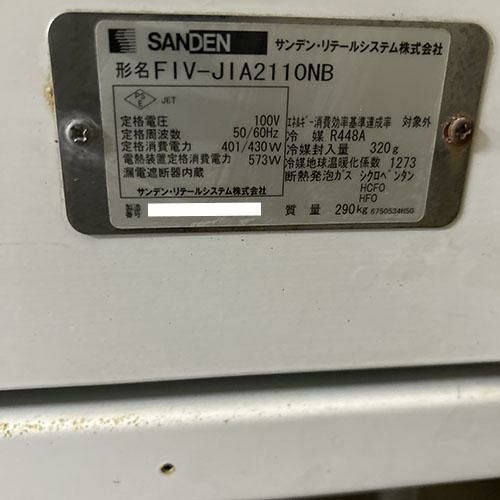 SANDEN サンデン・リテールシステム株式会社
形名 FIV-JIA2110NB
PSE JET
定格電圧 100V
定格周波数 50/60Hz
定格消費電力 401/430W
電熱装置定格消費電力 573W
漏電遮断器内蔵
サンデン・リテールシステム株式会社
エネルギー消費効率基準達成率 対象外
冷媒 R448A
冷媒封入量 320g
冷媒地球温暖化係数 1273
断熱発泡ガス シクロペンタン
HCFO
HFO
製造番号
質量 290kg 6750534H5G